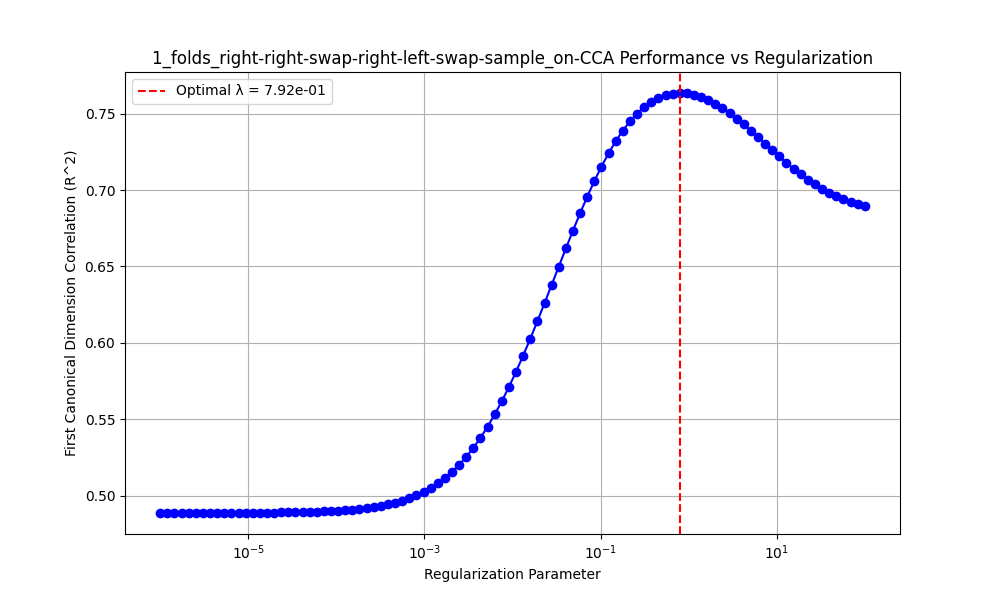 1_folds_right-right-swap-right-left-swap-sample_on-CCA Performance vs Regularization
Optimal λ = 7.92e-01
First Canonical Dimension Correlation (R^2)
0.75
0.70
0.65
0.60
0.55
0.50
10^-5
10^-3
10^-1
10^1
Regularization Parameter